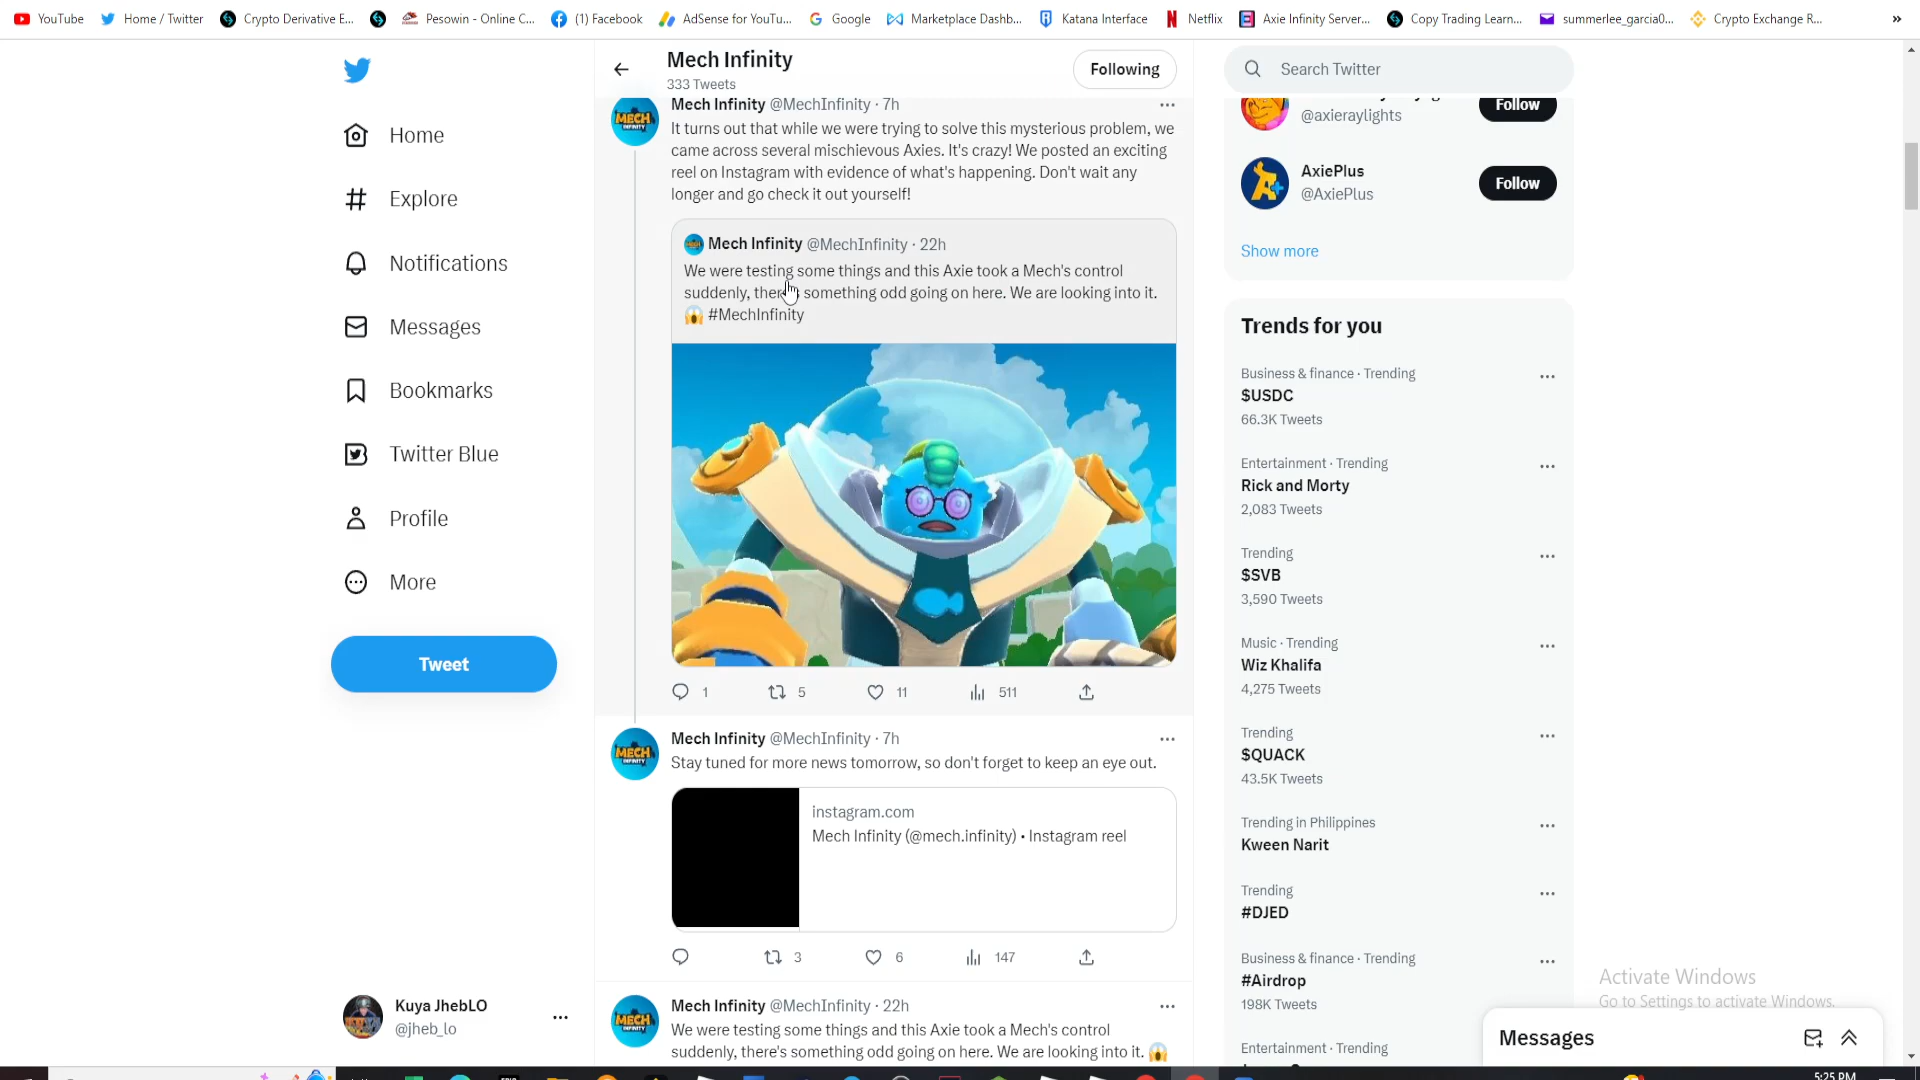 YouTube Home / Twitter Crypto Derivative E... Pesowin - Online C... (1) Facebook AdSense for YouTu... Google Marketplace Dashb... Katana Interface Netflix Axie Infinity Server... Copy Trading Learn... summerlee_garcia0... Crypto Exchange R... »
Home
Explore
Notifications
Messages
Bookmarks
Twitter Blue
Profile
More
Tweet
Kuya JhebLO
@jheb_lo
Mech Infinity
333 Tweets
Following
Mech Infinity @MechInfinity · 7h
It turns out that while we were trying to solve this mysterious problem, we
came across several mischievous Axies. It's crazy! We posted an exciting
reel on Instagram with evidence of what's happening. Don't wait any
longer and go check it out yourself!
Mech Infinity @MechInfinity · 22h
We were testing some things and this Axie took a Mech's control
suddenly, there's something odd going on here. We are looking into it.
😱 #MechInfinity
1 5 11 511
Mech Infinity @MechInfinity · 7h
Stay tuned for more news tomorrow, so don't forget to keep an eye out.
instagram.com
Mech Infinity (@mech.infinity) • Instagram reel
3 6 147
Mech Infinity @MechInfinity · 22h
We were testing some things and this Axie took a Mech's control
suddenly, there's something odd going on here. We are looking into it. 😱
MECH
INFINITY
MECH
INFINITY
MECH
INFINITY
Search Twitter
@axieraylights
Follow
AxiePlus
@AxiePlus
Follow
Show more
Trends for you
Business & finance · Trending
$USDC
66.3K Tweets
Entertainment · Trending
Rick and Morty
2,083 Tweets
Trending
$SVB
3,590 Tweets
Music · Trending
Wiz Khalifa
4,275 Tweets
Trending
$QUACK
43.5K Tweets
Trending in Philippines
Kween Narit
Trending
#DJED
Business & finance · Trending
#Airdrop
198K Tweets
Entertainment · Trending
Activate Windows
Go to Settings to activate Windows.
Messages
5:25 PM